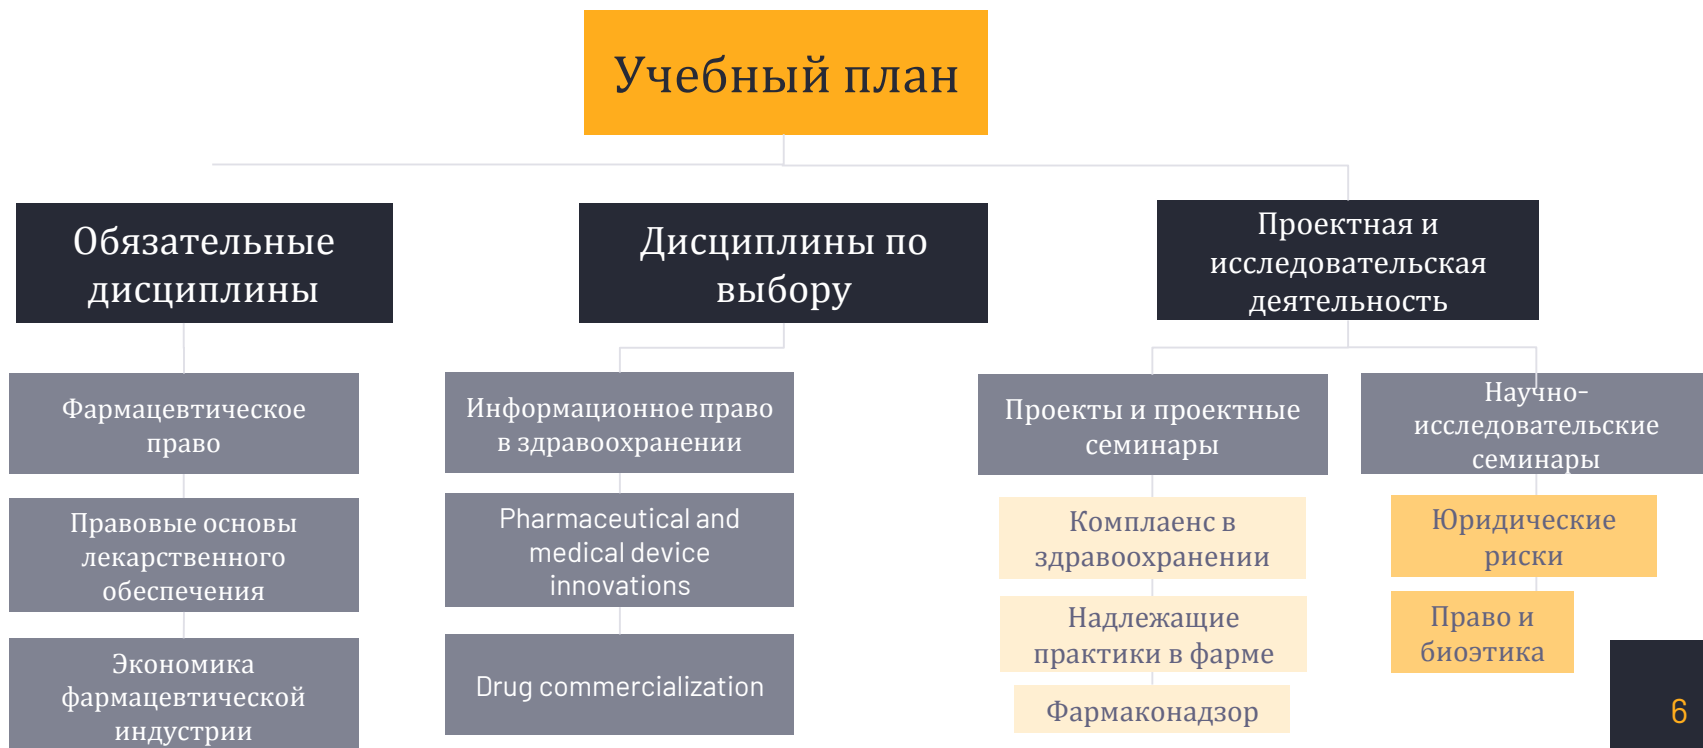 Учебный план
Обязательные
дисциплины
Фармацевтическое
право
Правовые основы
лекарственного
обеспечения
Экономика
фармацевтической
индустрии
Дисциплины по
выбору
Информационное право
в здравоохранении
Pharmaceutical and
medical device
innovations
Drug commercialization
Проектная и
исследовательская
деятельность
Проекты и проектные
семинары
Комплаенс в
здравоохранении
Надлежащие
практики в фарме
Фармаконадзор
Научно-
исследовательские
семинары
Юридические
риски
Право и
биоэтика
6